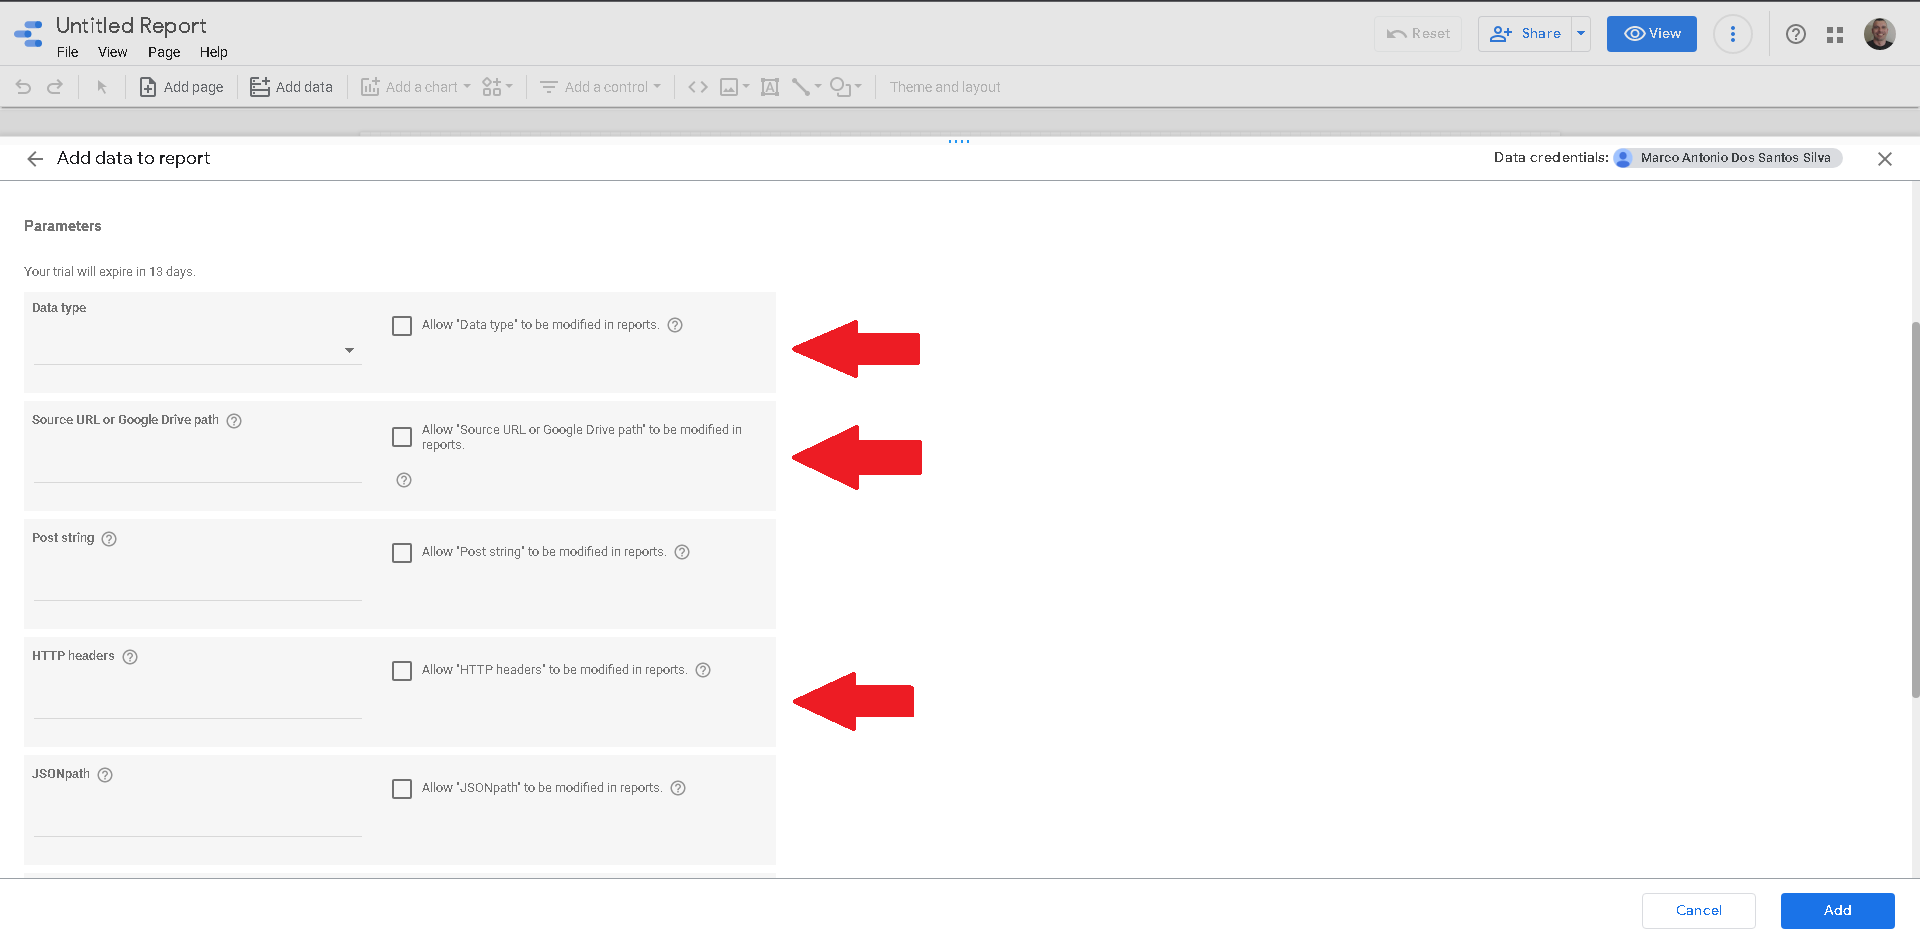 Untitled Report
File View Page Help
Reset
Share
View
Add page
Add data
Add a chart
Add a control
Theme and layout
Add data to report
Data credentials: Marco Antonio Dos Santos Silva
Parameters
Your trial will expire in 13 days.
Data type
Allow "Data type" to be modified in reports.
Source URL or Google Drive path
Allow "Source URL or Google Drive path" to be modified in
reports.
Post string
Allow "Post string" to be modified in reports.
HTTP headers
Allow "HTTP headers" to be modified in reports.
JSONpath
Allow "JSONpath" to be modified in reports.
Cancel
Add